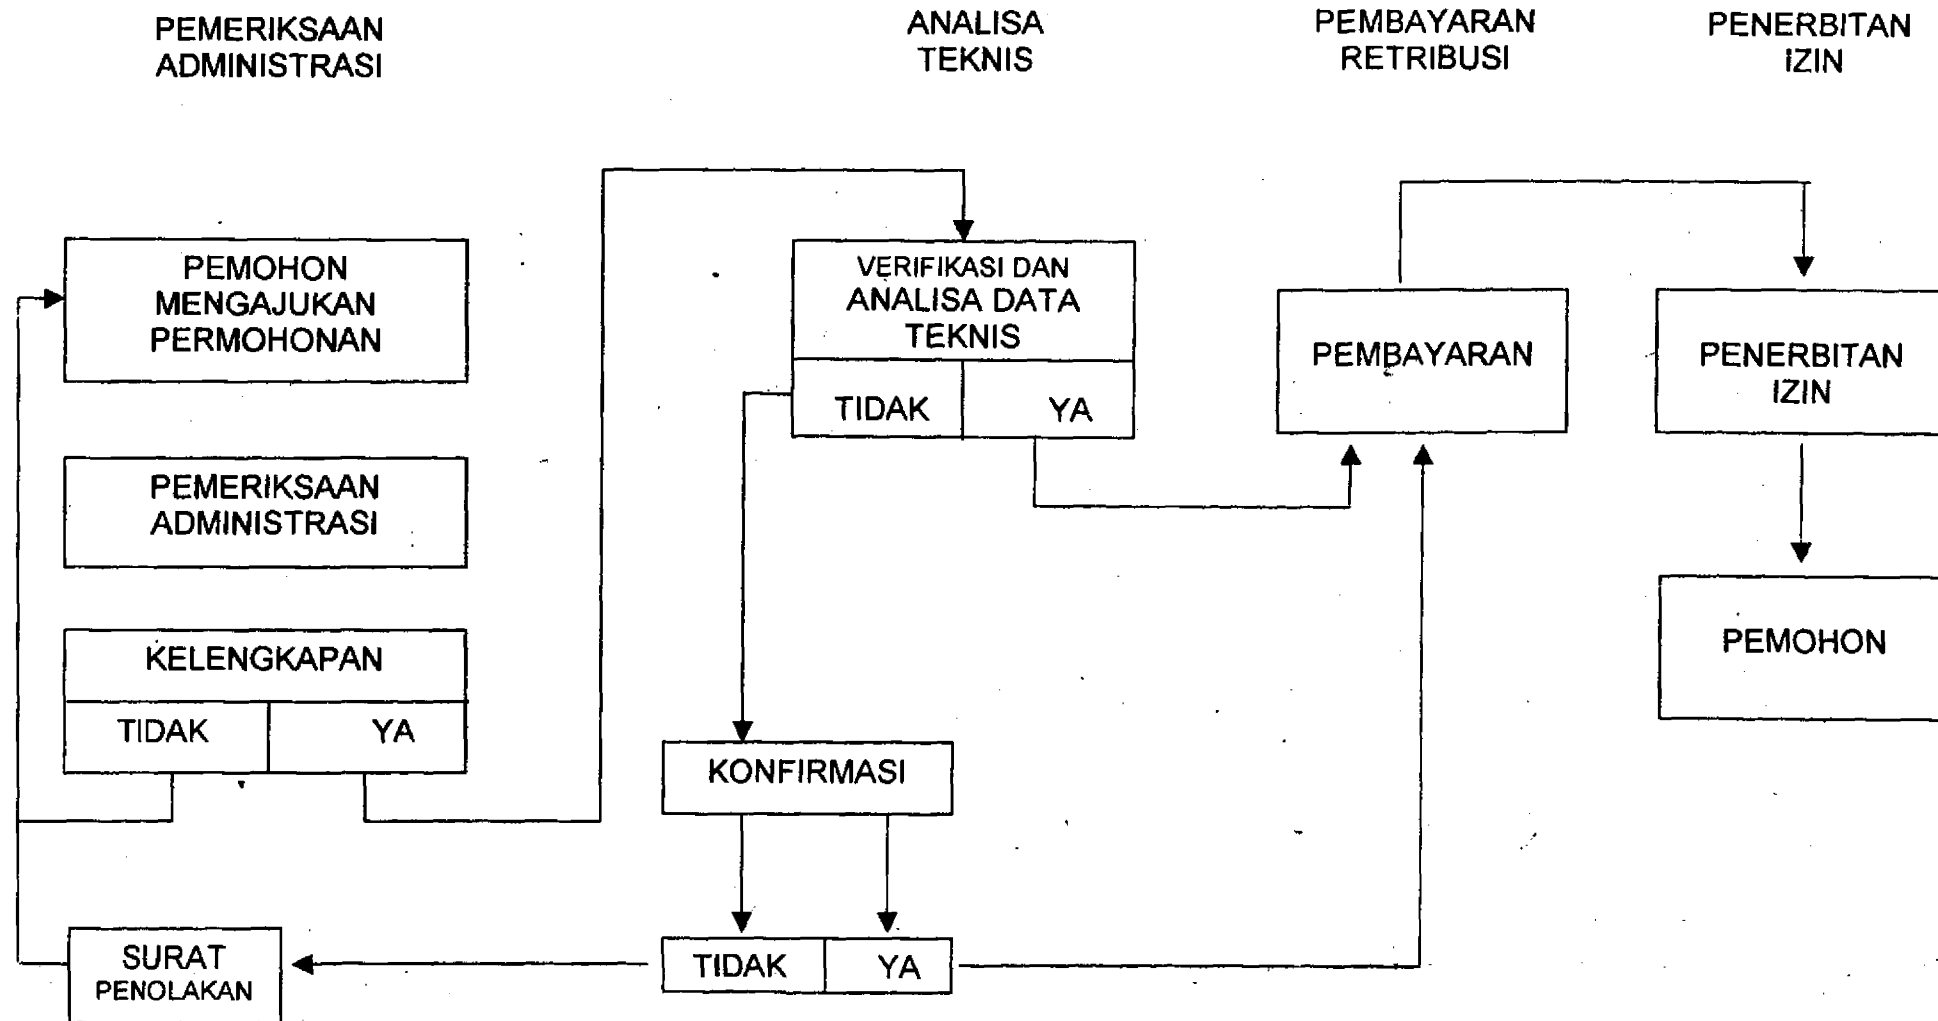 PEMERIKSAAN
ADMINISTRASI
ANALISA
TEKNIS
PEMBAYARAN
RETRIBUSI
PENERBITAN
IZIN
PEMOHON
MENGAJUKAN
PERMOHONAN
PEMERIKSAAN
ADMINISTRASI
KELENGKAPAN
TIDAK YA
SURAT
PENOLAKAN
VERIFIKASI DAN
ANALISA DATA
TEKNIS
TIDAK YA
KONFIRMASI
TIDAK YA
PEMBAYARAN
PENERBITAN
IZIN
PEMOHON